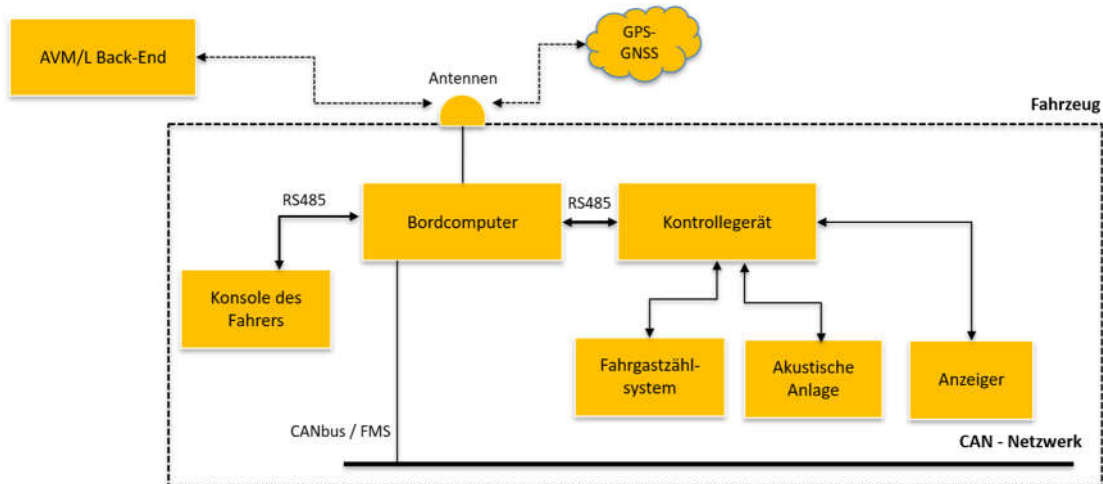 AVM/L Back-End
GPS-
GNSS
Antennen
Fahrzeug
RS485
Bordcomputer
RS485
Kontrollegerät
Konsole des
Fahrers
Fahrgastzähl-
system
Akustische
Anlage
Anzeiger
CANbus / FMS
CAN - Netzwerk